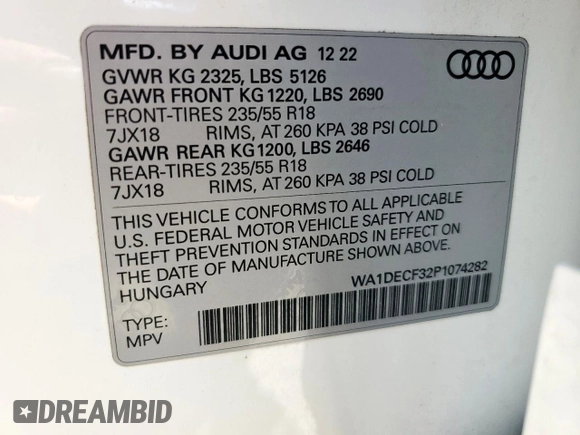 MFD. BY AUDI AG 12 22
GVWR KG 2325, LBS 5126
GAWR FRONT KG 1220, LBS 2690
FRONT-TIRES 235/55 R18
7JX18 RIMS, AT 260 KPA 38 PSI COLD
GAWR REAR KG 1200, LBS 2646
REAR-TIRES 235/55 R18
7JX18 RIMS, AT 260 KPA 38 PSI COLD
THIS VEHICLE CONFORMS TO ALL APPLICABLE
U.S. FEDERAL MOTOR VEHICLE SAFETY AND
THEFT PREVENTION STANDARDS IN EFFECT ON
THE DATE OF MANUFACTURE SHOWN ABOVE.
HUNGARY
WA1DECF32P1074282
TYPE:
MPV
DREAMBID